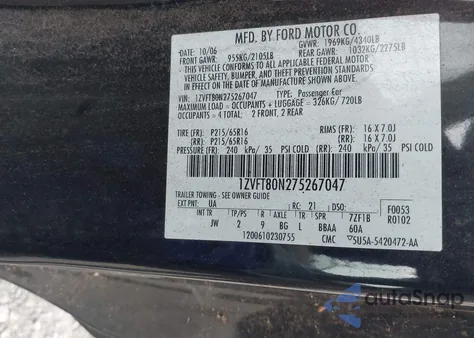 MFD. BY FORD MOTOR CO.
DATE: 10/06 GVWR: 1969KG/4340LB
FRONT GAWR: 955KG/2105LB REAR GAWR: 1032KG/2275LB
THIS VEHICLE CONFORMS TO ALL APPLICABLE FEDERAL MOTOR
VEHICLE SAFETY, BUMPER, AND THEFT PREVENTION STANDARDS IN
EFFECT ON THE DATE OF MANUFACTURE SHOWN ABOVE.
VIN: 1ZVFT80N275267047 TYPE: Passenger Car
MAXIMUM LOAD = OCCUPANTS + LUGGAGE = 326KG/720LB
OCCUPANTS = 4 TOTAL: 2 FRONT, 2 REAR
TIRE(FR): P215/65R16 RIMS(FR): 16 X 7.0J
(RR): P215/65R16 (RR): 16 X 7.0J
PRESSURE(FR): 240 kPA/ 35 PSI COLD (RR): 240 kPA/ 35 PSI COLD
1ZVFT80N275267047
TRAILER TOWING - SEE OWNER GUIDE
EXT PNT: UA RC: 21 DSO: F0053
INT TR TP/PS R AX TR SPR 7ZF1B R0102
JW 2 9 BG L BBAA 60A
1200610230755 CMC 5U5A-5420472-AA
autoSnap